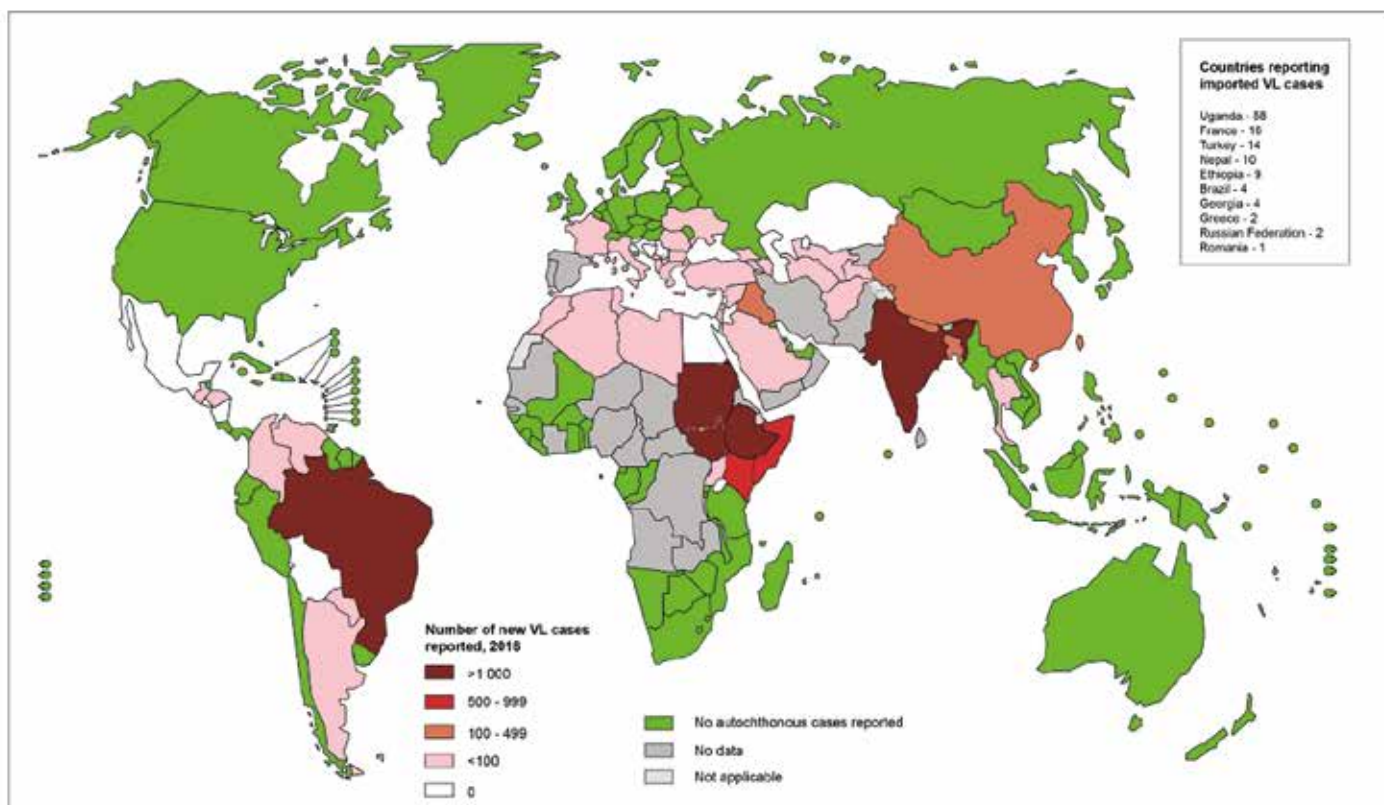 Countries reporting
imported VL cases
Uganda -
France - 16
Turkey - 14
Nepal - 10
Ethiopia - 9
Brazil - 4
Georgia - 4
Greece - 2
Russian Federation - 2
Romania - 1
Number of new VL cases
reported, 2016
>1 000
500 - 999
100 - 499
<100
0
No autochthonous cases reported
No data
Not applicable